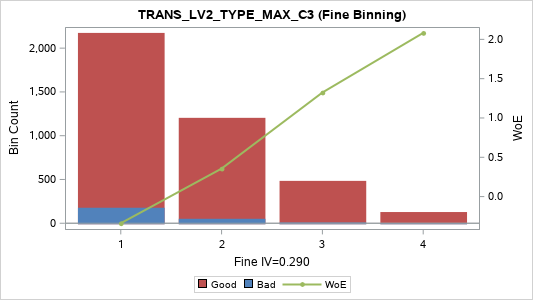 TRANS_LV2_TYPE_MAX_C3 (Fine Binning)
Bin Count
2,000
1,500
1,000
500
0
2.0
1.5
1.0
0.5
0.0
WoE
1 2 3 4
Fine IV=0.290
Good Bad WoE